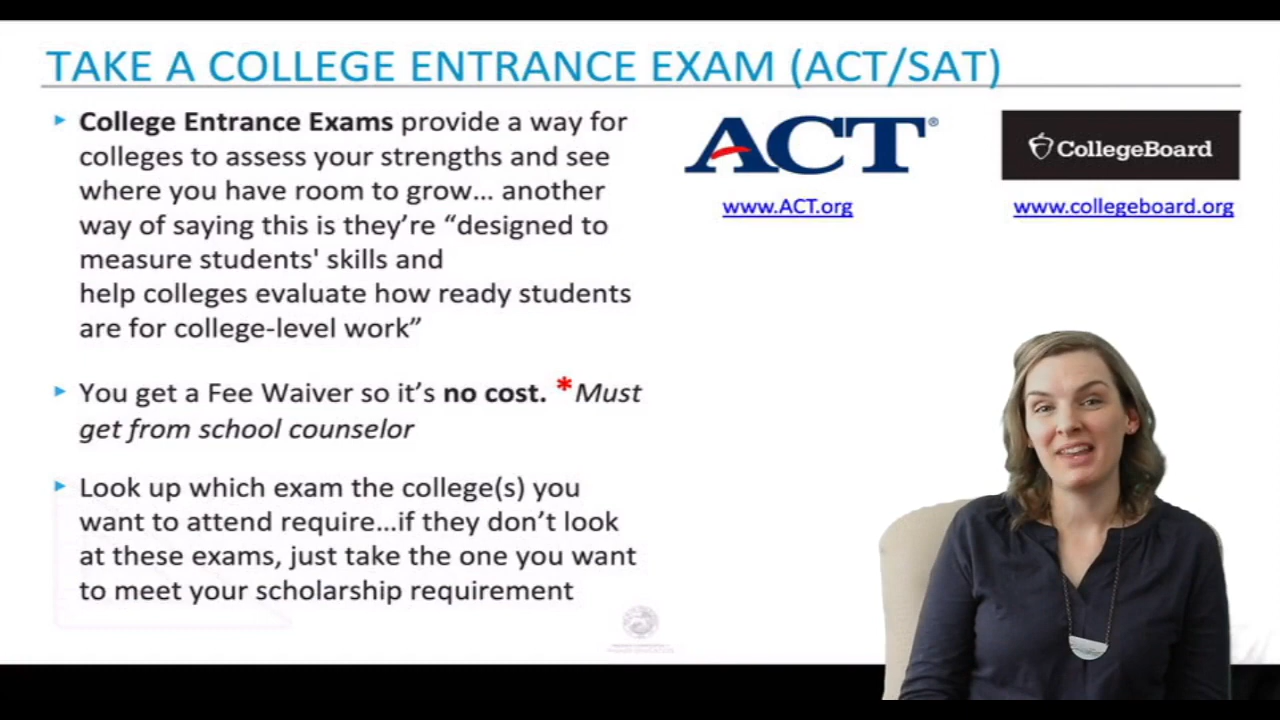 TAKE A COLLEGE ENTRANCE EXAM (ACT/SAT)
College Entrance Exams provide a way for
colleges to assess your strengths and see
where you have room to grow... another
way of saying this is they're “designed to
measure students' skills and
help colleges evaluate how ready students
are for college-level work”
You get a Fee Waiver so it's no cost. *Must
get from school counselor
Look up which exam the college(s) you
want to attend require...if they don't look
at these exams, just take the one you want
to meet your scholarship requirement
ACT®
www.ACT.org
CollegeBoard
www.collegeboard.org